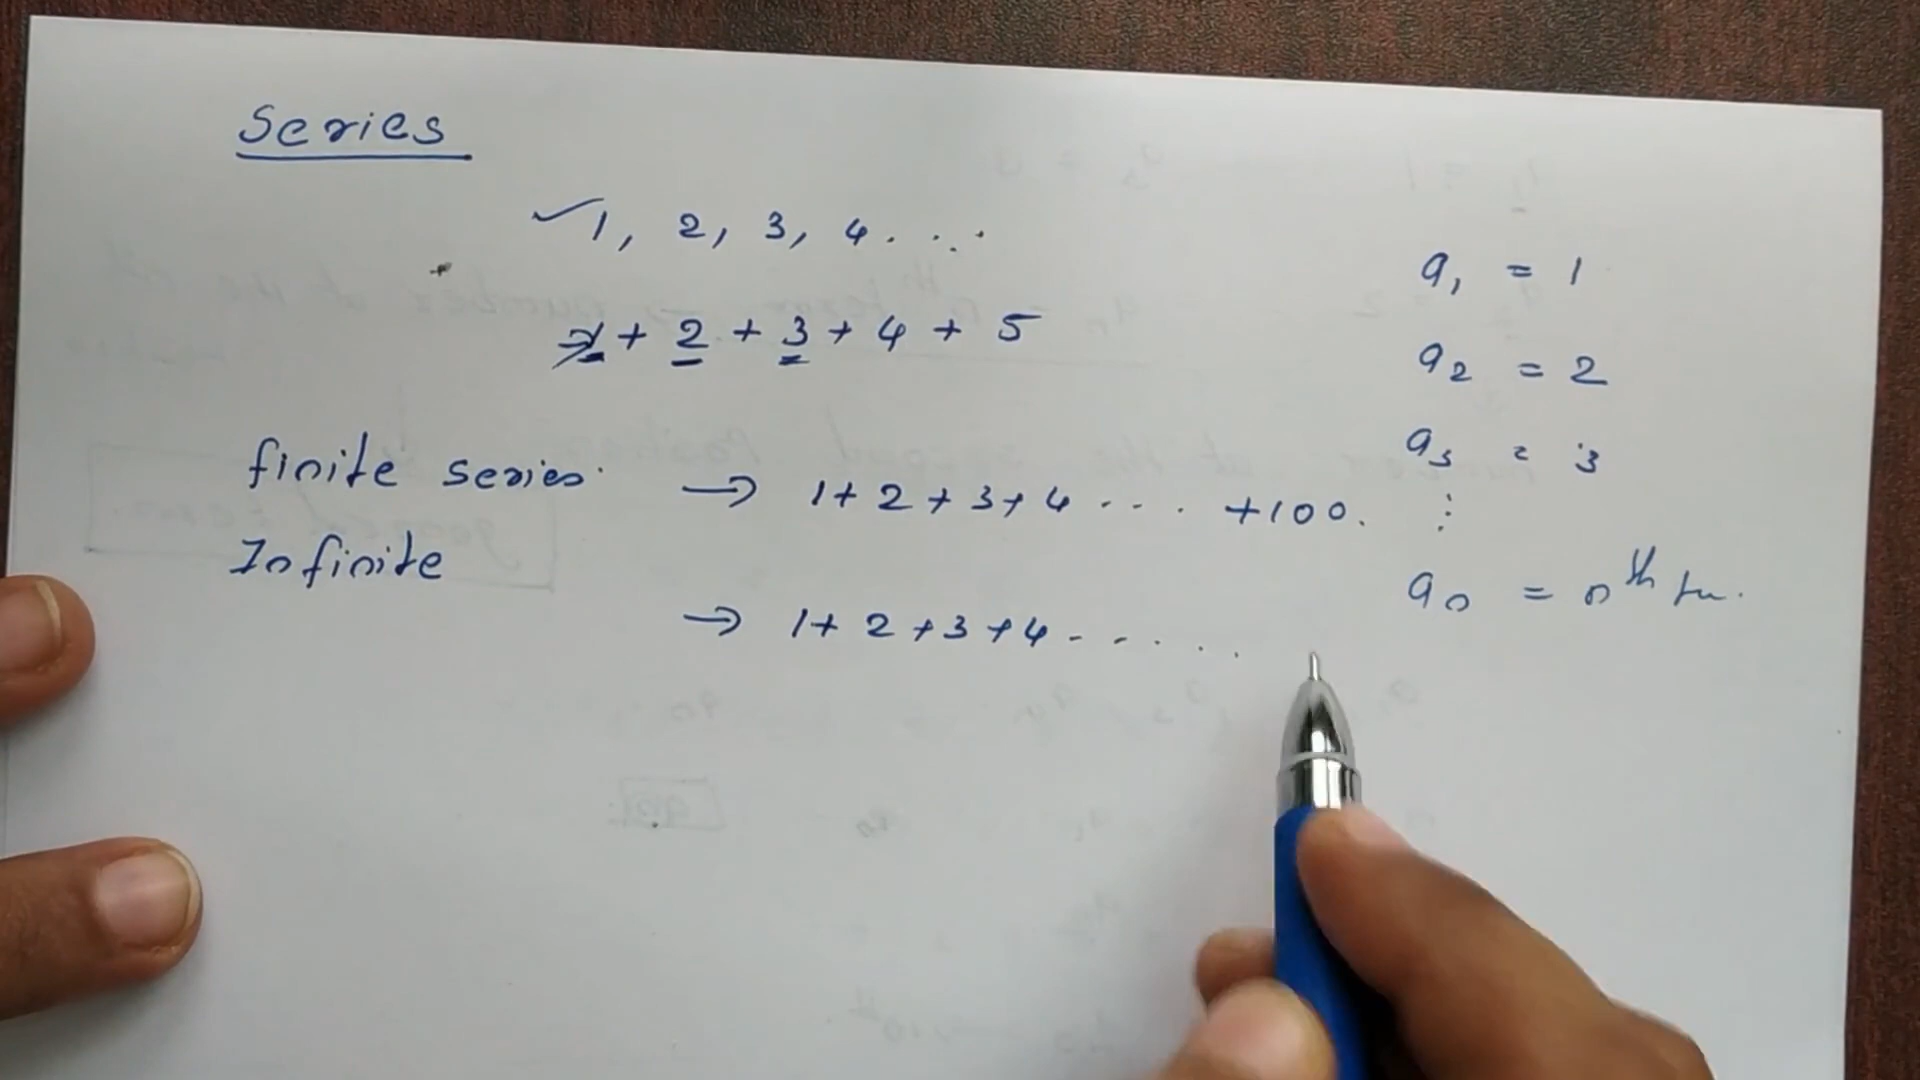 Series
1, 2, 3, 4. . . .
1 + 2 + 3 + 4 + 5
finite series → 1 + 2 + 3 + 4 . . . . +100.
Infinite
→ 1 + 2 + 3 + 4 - - . . .
a1 = 1
a2 = 2
a3 = 3
⋮
an = nth